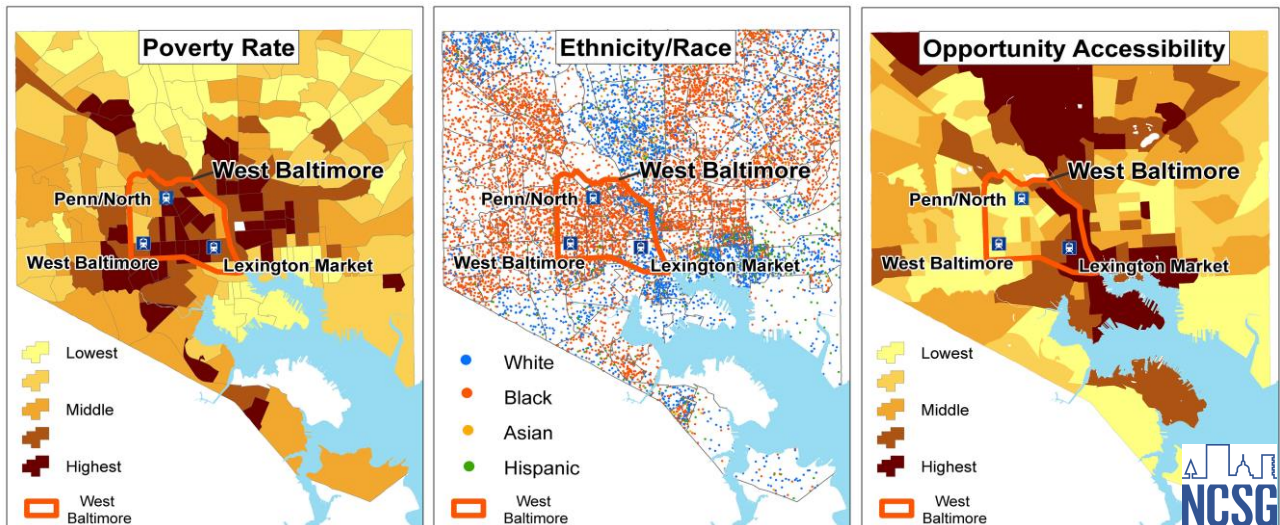 Poverty Rate
West Baltimore
Penn/North
West Baltimore
Lexington Market
Lowest
Middle
Highest
West
Baltimore
Ethnicity/Race
West Baltimore
Penn/North
West Baltimore
Lexington Market
White
Black
Asian
Hispanic
West
Baltimore
Opportunity Accessibility
West Baltimore
Penn/North
West Baltimore
Lexington Market
Lowest
Middle
Highest
West
Baltimore
NCSG